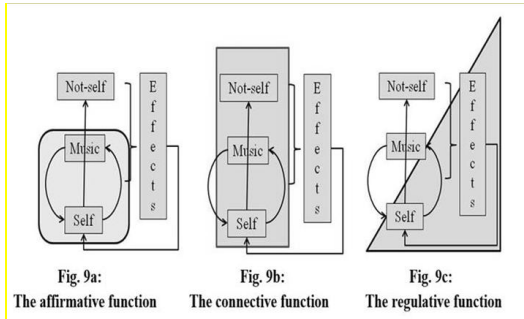 Not-self
Music
Self
E
f
f
e
c
t
s
Fig. 9a:
The affirmative function
Not-self
Music
Self
E
f
f
e
c
t
s
Fig. 9b:
The connective function
Not-self
Music
Self
E
f
f
e
c
t
s
Fig. 9c:
The regulative function